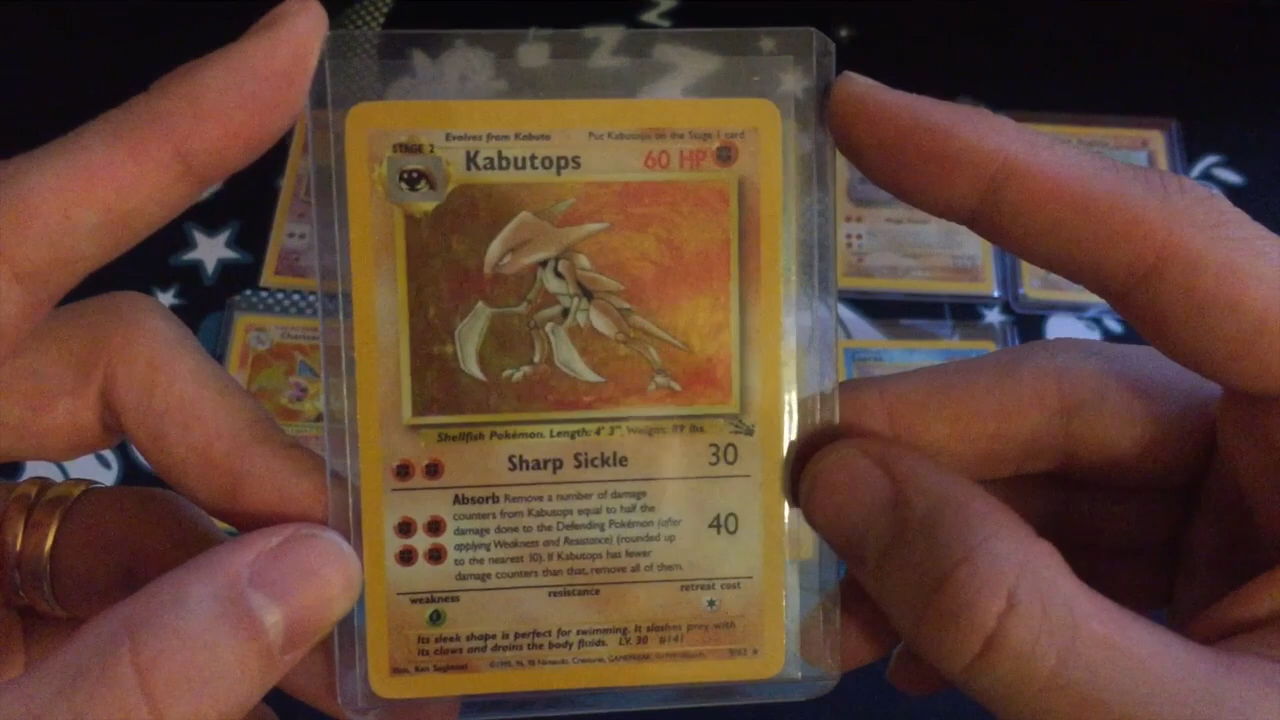 Evolves from Kabuto
Put Kabutops on the Stage 1 card
STAGE 2
Kabutops
60 HP
Shellfish Pokémon. Length: 4' 3", Weight: 89 lbs.
Sharp Sickle
30
Absorb Remove a number of damage
counters from Kabutops equal to half the
damage done to the Defending Pokémon (after
applying Weakness and Resistance) (rounded up
to the nearest 10). If Kabutops has fewer
damage counters than that, remove all of them.
40
weakness
resistance
retreat cost
Its sleek shape is perfect for swimming. It slashes prey with
its claws and drains the body fluids. LV. 30 #141
Illus. Ken Sugimori
©1995, 96, 98 Nintendo, Creatures, GAMEFREAK.
9/62